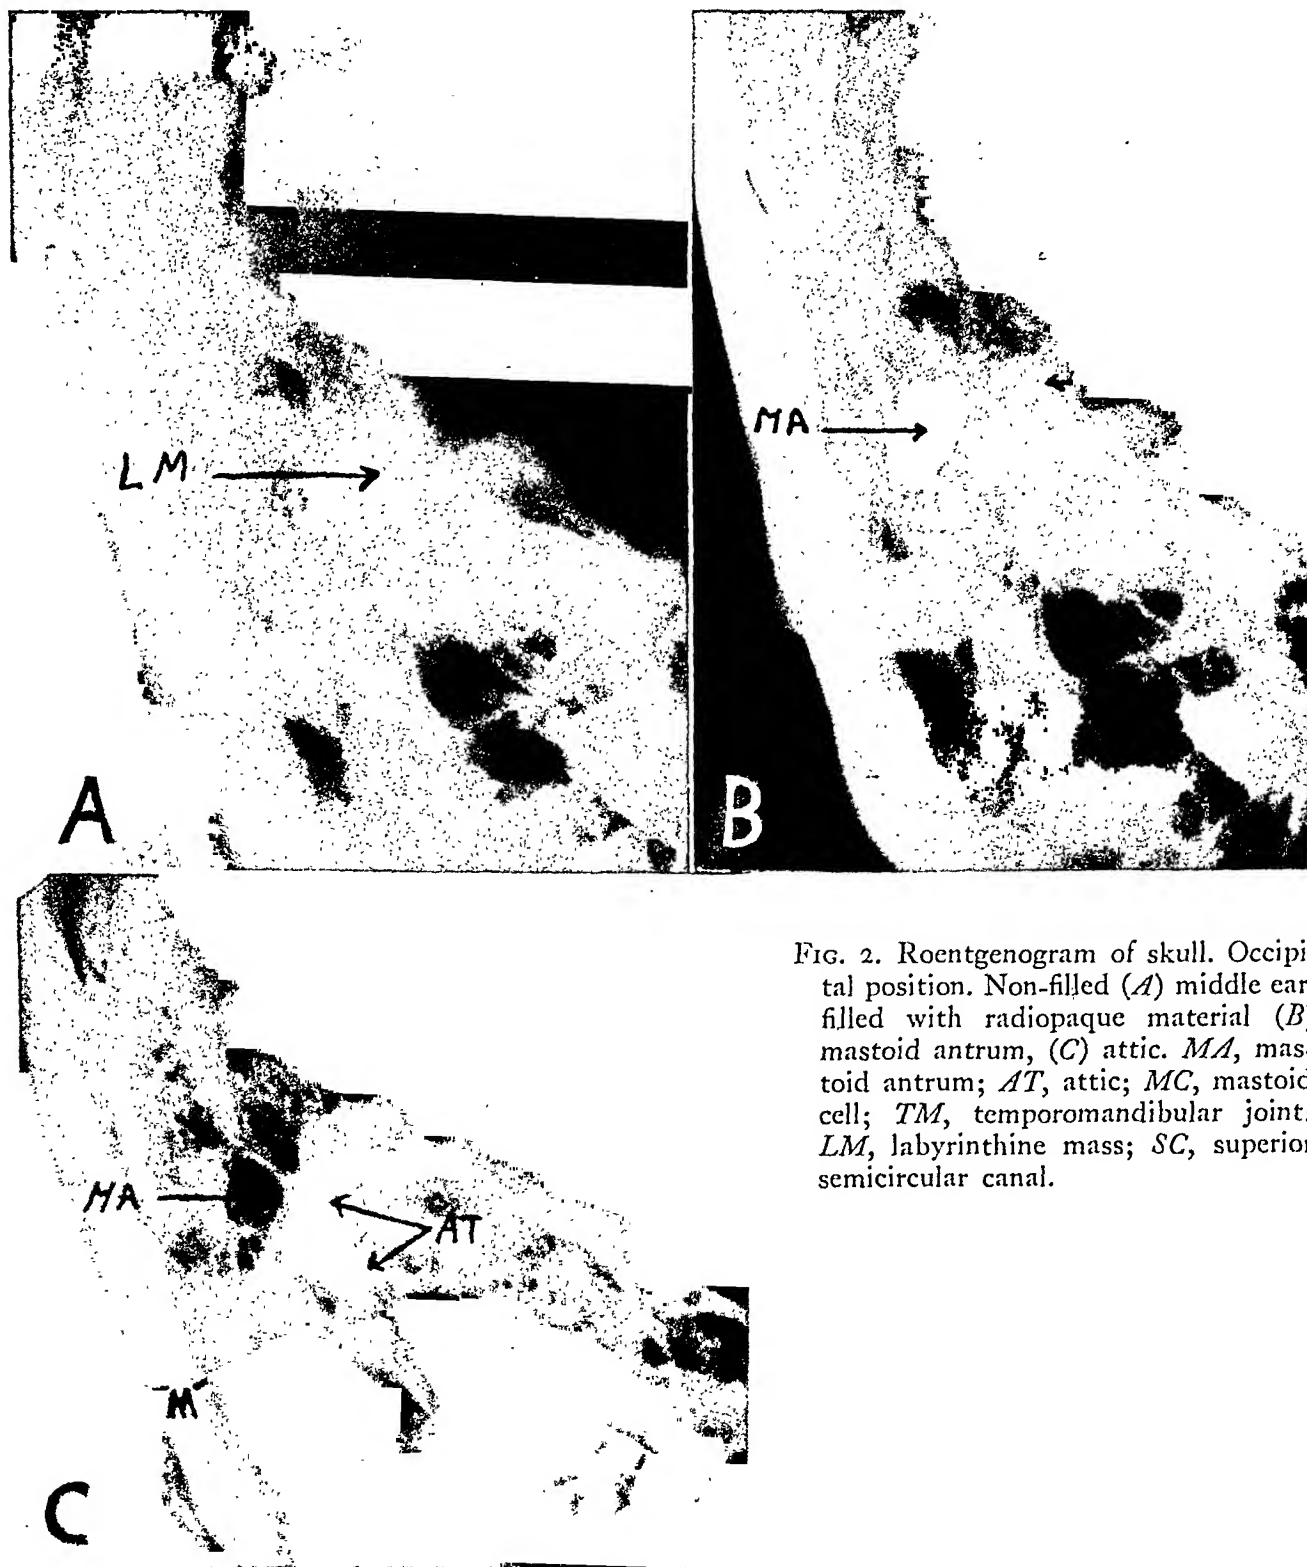 LM
MA
A
B
MA
AT
M
C
FIG. 2. Roentgenogram of skull. Occipi-
tal position. Non-filled (A) middle ear
filled with radiopaque material (B)
mastoid antrum, (C) attic. MA, mas-
toid antrum; AT, attic; MC, mastoid
cell; TM, temporomandibular joint.
LM, labyrinthine mass; SC, superior
semicircular canal.